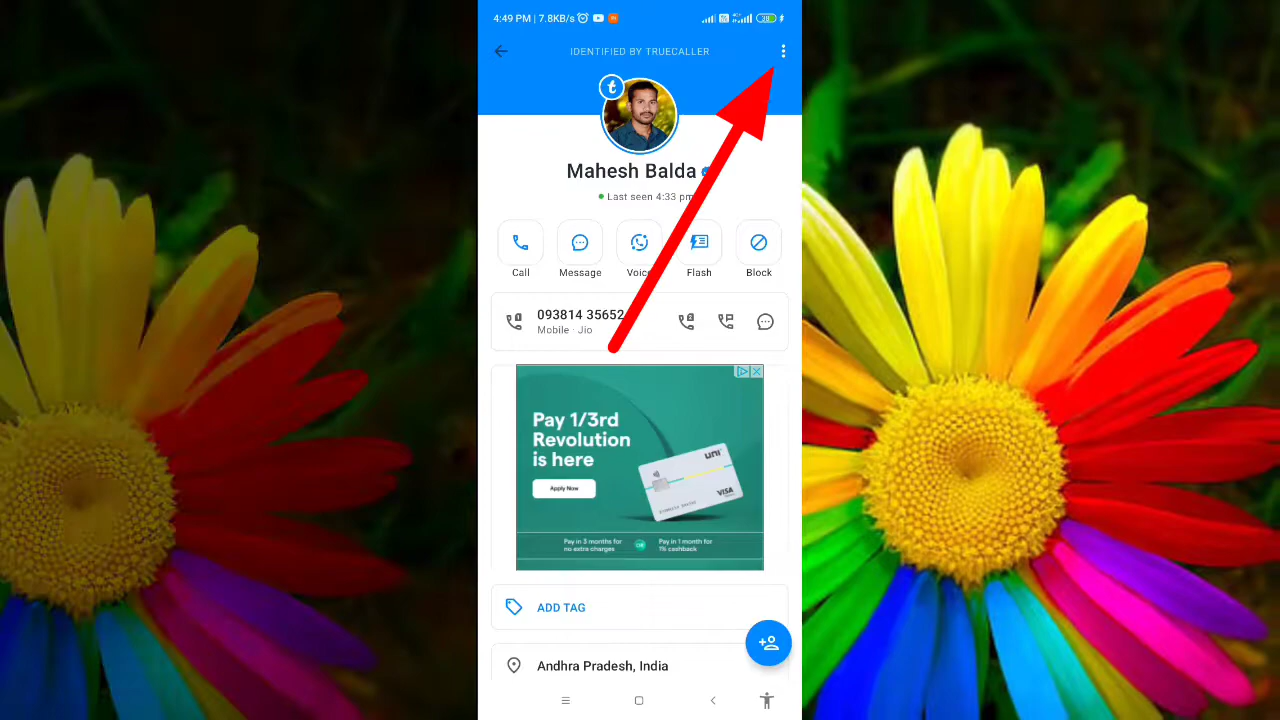 4:49 PM | 7.8KB/s
38
IDENTIFIED BY TRUECALLER
t
Mahesh Balda
Last seen 4:33 pm
Call
Message
Voice
Flash
Block
093814 35652
Mobile · Jio
Pay 1/3rd
Revolution
is here
Apply Now
uni
VISA
Pay in 3 months for
no extra charges
Pay in 1 month for
1% cashback
ADD TAG
Andhra Pradesh, India